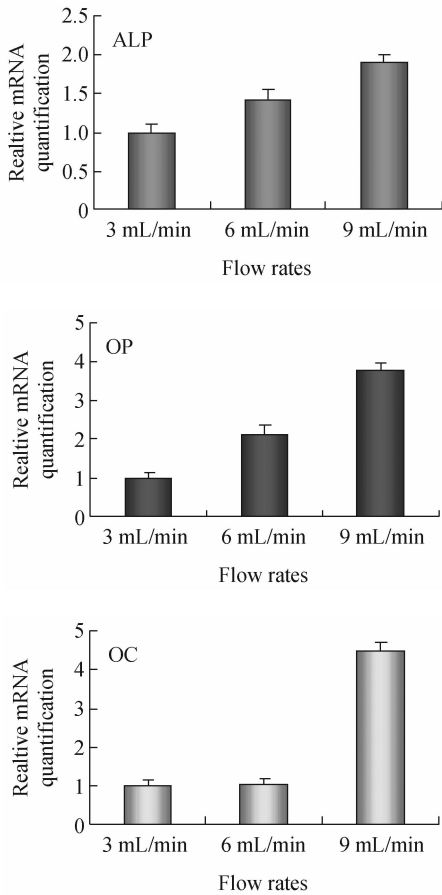 ALP
Realtive mRNA
quantification
2.5
2.0
1.5
1.0
0.5
0
3 mL/min 6 mL/min 9 mL/min
Flow rates
OP
Realtive mRNA
quantification
5
4
3
2
1
0
3 mL/min 6 mL/min 9 mL/min
Flow rates
OC
Realtive mRNA
quantification
5
4
3
2
1
0
3 mL/min 6 mL/min 9 mL/min
Flow rates